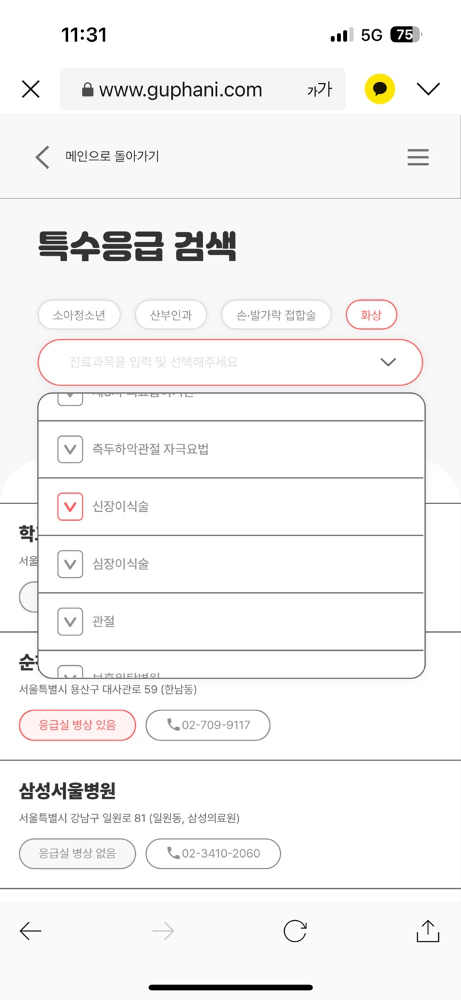 11:31
5G 75
www.guphani.com 가가
메인으로 돌아가기
특수응급 검색
소아청소년 산부인과 손·발가락 접합술 화상
진료과목을 입력 및 선택해주세요
측두하악관절 자극요법
신장이식술
심장이식술
관절
학
서울
순
서울특별시 용산구 대사관로 59 (한남동)
응급실 병상 있음 02-709-9117
삼성서울병원
서울특별시 강남구 일원로 81 (일원동, 삼성의료원)
응급실 병상 없음 02-3410-2060